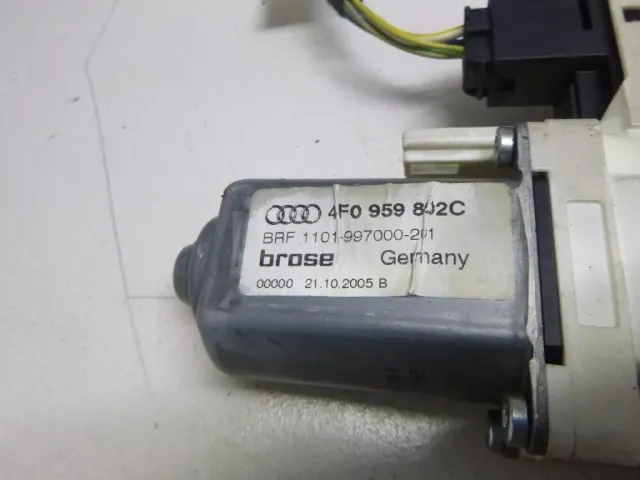 4F0 959 802C
BRF 1101-997000-201
brose Germany
00000 21.10.2005 B